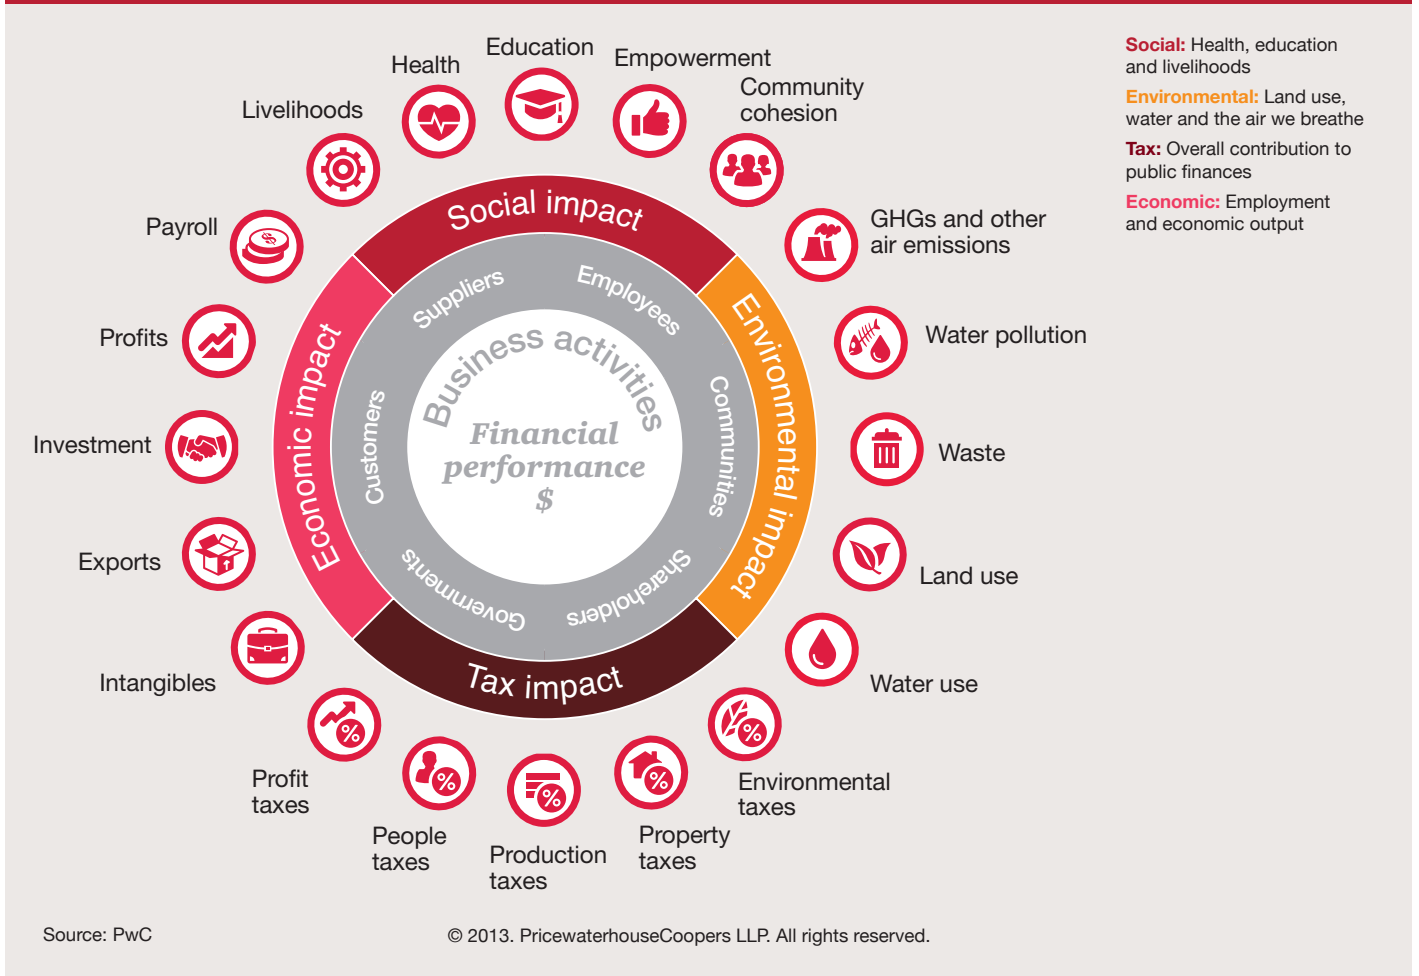 Education
Empowerment
Health
Community
cohesion
Livelihoods
Payroll
GHGs and other
air emissions
Profits
Water pollution
Investment
Waste
Exports
Land use
Intangibles
Water use
Profit
taxes
People
taxes
Production
taxes
Property
taxes
Environmental
taxes
Social impact
Environmental impact
Tax impact
Economic impact
Suppliers
Employees
Communities
Shareholders
Governments
Customers
Business activities
Financial
performance
$
Social: Health, education
and livelihoods
Environmental: Land use,
water and the air we breathe
Tax: Overall contribution to
public finances
Economic: Employment
and economic output
$
%
%
%
%
%
Source: PwC
© 2013. PricewaterhouseCoopers LLP. All rights reserved.